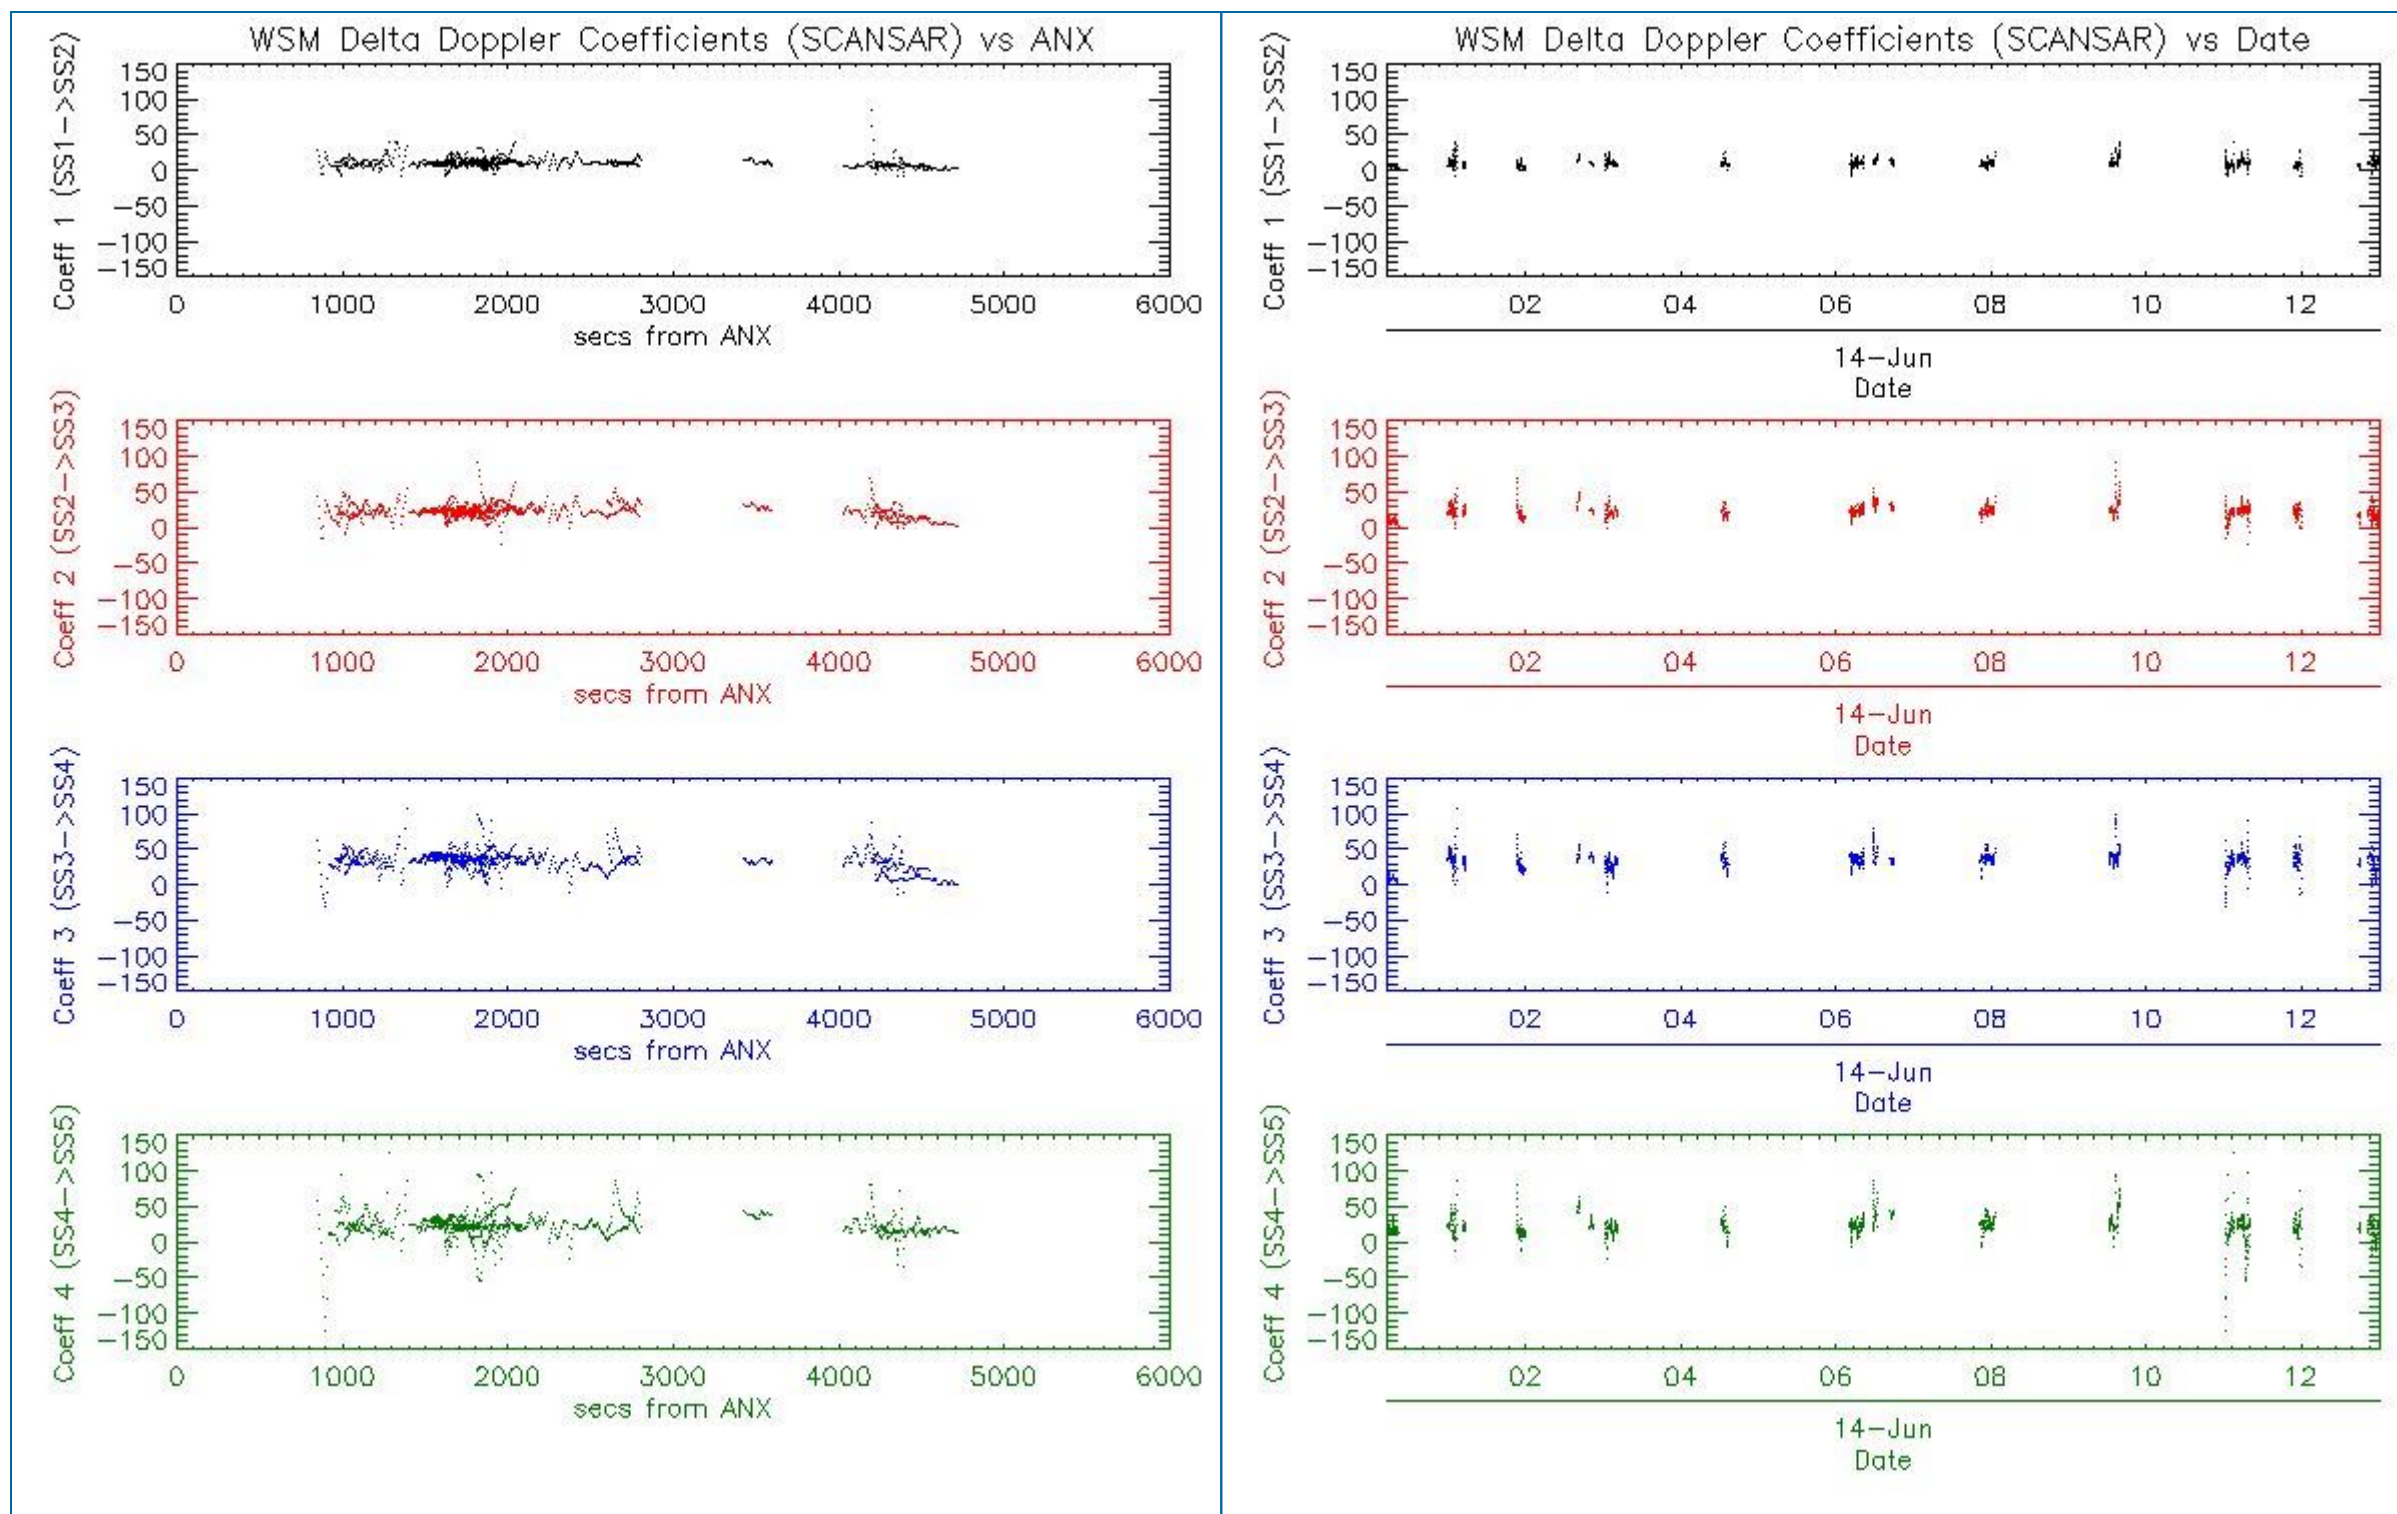 WSM Delta Doppler Coefficients (SCANSAR) vs ANX
Coeff 1 (SS1->SS2)
150
100
50
0
-50
-100
-150
0 1000 2000 3000 4000 5000 6000
secs from ANX
Coeff 2 (SS2->SS3)
150
100
50
0
-50
-100
-150
0 1000 2000 3000 4000 5000 6000
secs from ANX
Coeff 3 (SS3->SS4)
150
100
50
0
-50
-100
-150
0 1000 2000 3000 4000 5000 6000
secs from ANX
Coeff 4 (SS4->SS5)
150
100
50
0
-50
-100
-150
0 1000 2000 3000 4000 5000 6000
secs from ANX
WSM Delta Doppler Coefficients (SCANSAR) vs Date
Coeff 1 (SS1->SS2)
150
100
50
0
-50
-100
-150
02 04 06 08 10 12
14-Jun
Date
Coeff 2 (SS2->SS3)
150
100
50
0
-50
-100
-150
02 04 06 08 10 12
14-Jun
Date
Coeff 3 (SS3->SS4)
150
100
50
0
-50
-100
-150
02 04 06 08 10 12
14-Jun
Date
Coeff 4 (SS4->SS5)
150
100
50
0
-50
-100
-150
02 04 06 08 10 12
14-Jun
Date